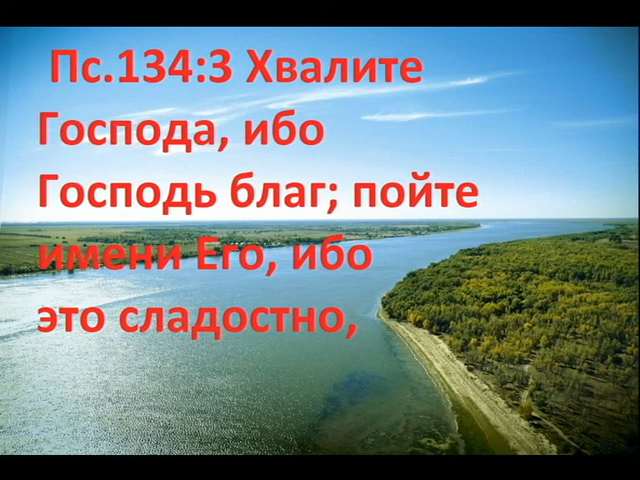 Пс.134:3 Хвалите
Господа, ибо
Господь благ; пойте
имени Его, ибо
это сладостно,